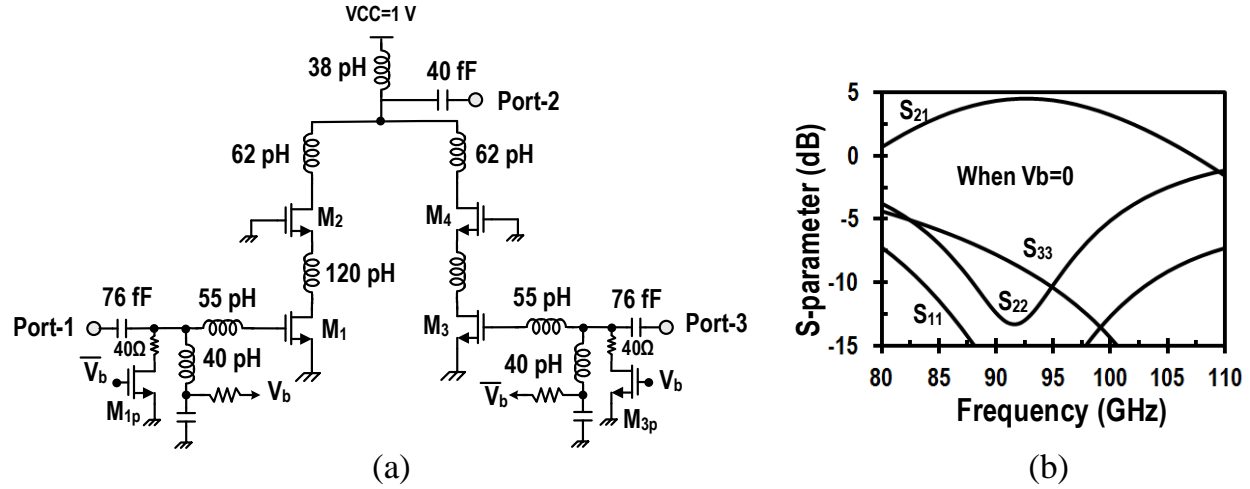 VCC=1 V
38 pH
40 fF
Port-2
62 pH
62 pH
M2
M4
120 pH
76 fF
55 pH
55 pH
76 fF
Port-1
M1
M3
Port-3
40Ω
40 pH
40 pH
40Ω
V̅b
Vb
V̅b
Vb
M1p
M3p
(a)
S-parameter (dB)
5
0
-5
-10
-15
S21
When Vb=0
S33
S22
S11
80 85 90 95 100 105 110
Frequency (GHz)
(b)